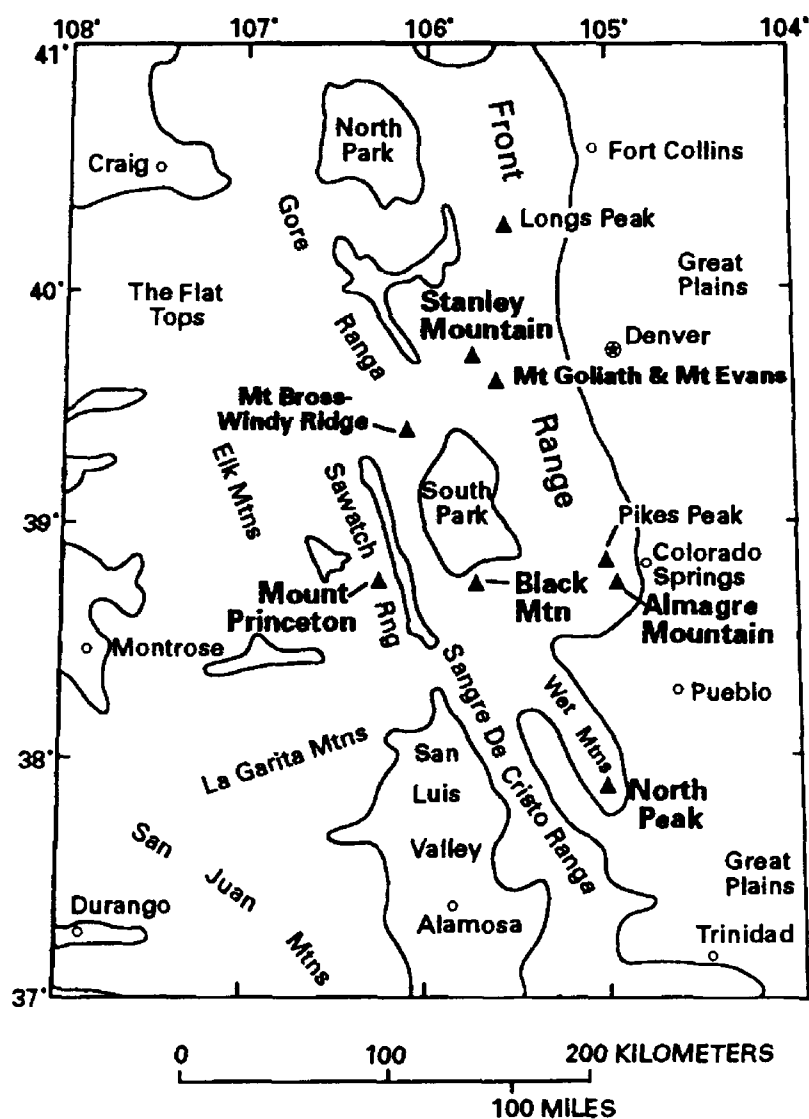 108° 107° 106° 105° 104°
41°
North
Park
Front
Fort Collins
Craig
Longs Peak
Gore
Great
Plains
40°
The Flat
Tops
Stanley
Mountain
Denver
Ranga
Mt Goliath & Mt Evans
Mt Bross-
Windy Ridge
Range
Elk Mtns
Sawatch
South
Park
Pikes Peak
39°
Colorado
Springs
Mount
Princeton
Rng
Black
Mtn
Almagre
Mountain
Montrose
Sangre De Cristo Ranga
Wet Mtns
Pueblo
La Garita Mtns
38°
San
Luis
Valley
North
Peak
San
Juan
Mtns
Great
Plains
Durango
Alamosa
Trinidad
37°
0 100 200 KILOMETERS
100 MILES